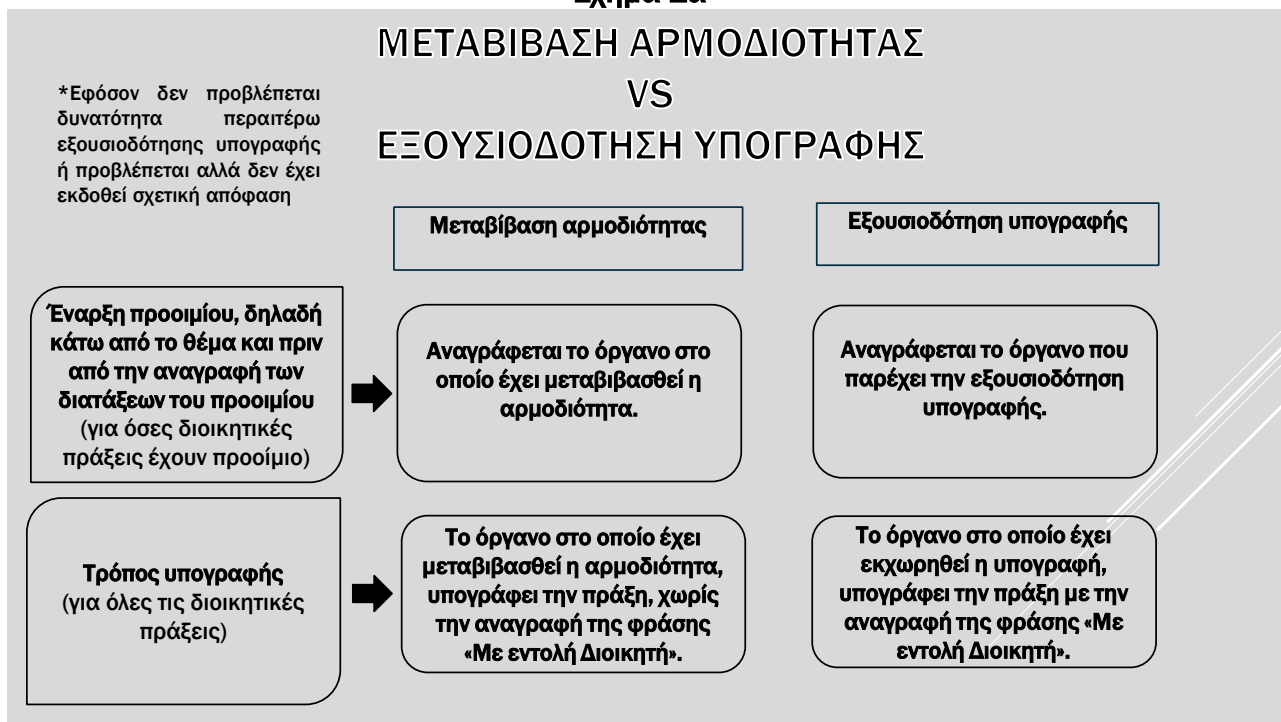 Σχήμα 2α
ΜΕΤΑΒΙΒΑΣΗ ΑΡΜΟΔΙΟΤΗΤΑΣ
VS
ΕΞΟΥΣΙΟΔΟΤΗΣΗ ΥΠΟΓΡΑΦΗΣ
*Εφόσον δεν προβλέπεται
δυνατότητα περαιτέρω
εξουσιοδότησης υπογραφής
ή προβλέπεται αλλά δεν έχει
εκδοθεί σχετική απόφαση
Μεταβίβαση αρμοδιότητας
Εξουσιοδότηση υπογραφής
Έναρξη προοιμίου, δηλαδή
κάτω από το θέμα και πριν
από την αναγραφή των
διατάξεων του προοιμίου
(για όσες διοικητικές
πράξεις έχουν προοίμιο)
Αναγράφεται το όργανο στο
οποίο έχει μεταβιβασθεί η
αρμοδιότητα.
Αναγράφεται το όργανο που
παρέχει την εξουσιοδότηση
υπογραφής.
Τρόπος υπογραφής
(για όλες τις διοικητικές
πράξεις)
Το όργανο στο οποίο έχει
μεταβιβασθεί η αρμοδιότητα,
υπογράφει την πράξη, χωρίς
την αναγραφή της φράσης
«Με εντολή Διοικητή».
Το όργανο στο οποίο έχει
εκχωρηθεί η υπογραφή,
υπογράφει την πράξη με την
αναγραφή της φράσης «Με
εντολή Διοικητή».